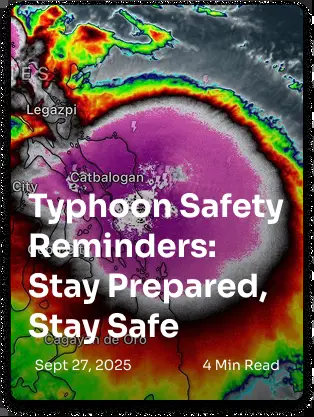 E S
Legazpi
Catbalogan
City
Typhoon Safety
Reminders:
Stay Prepared,
Stay Safe
Cagayan de Oro
Sept 27, 2025
4 Min Read